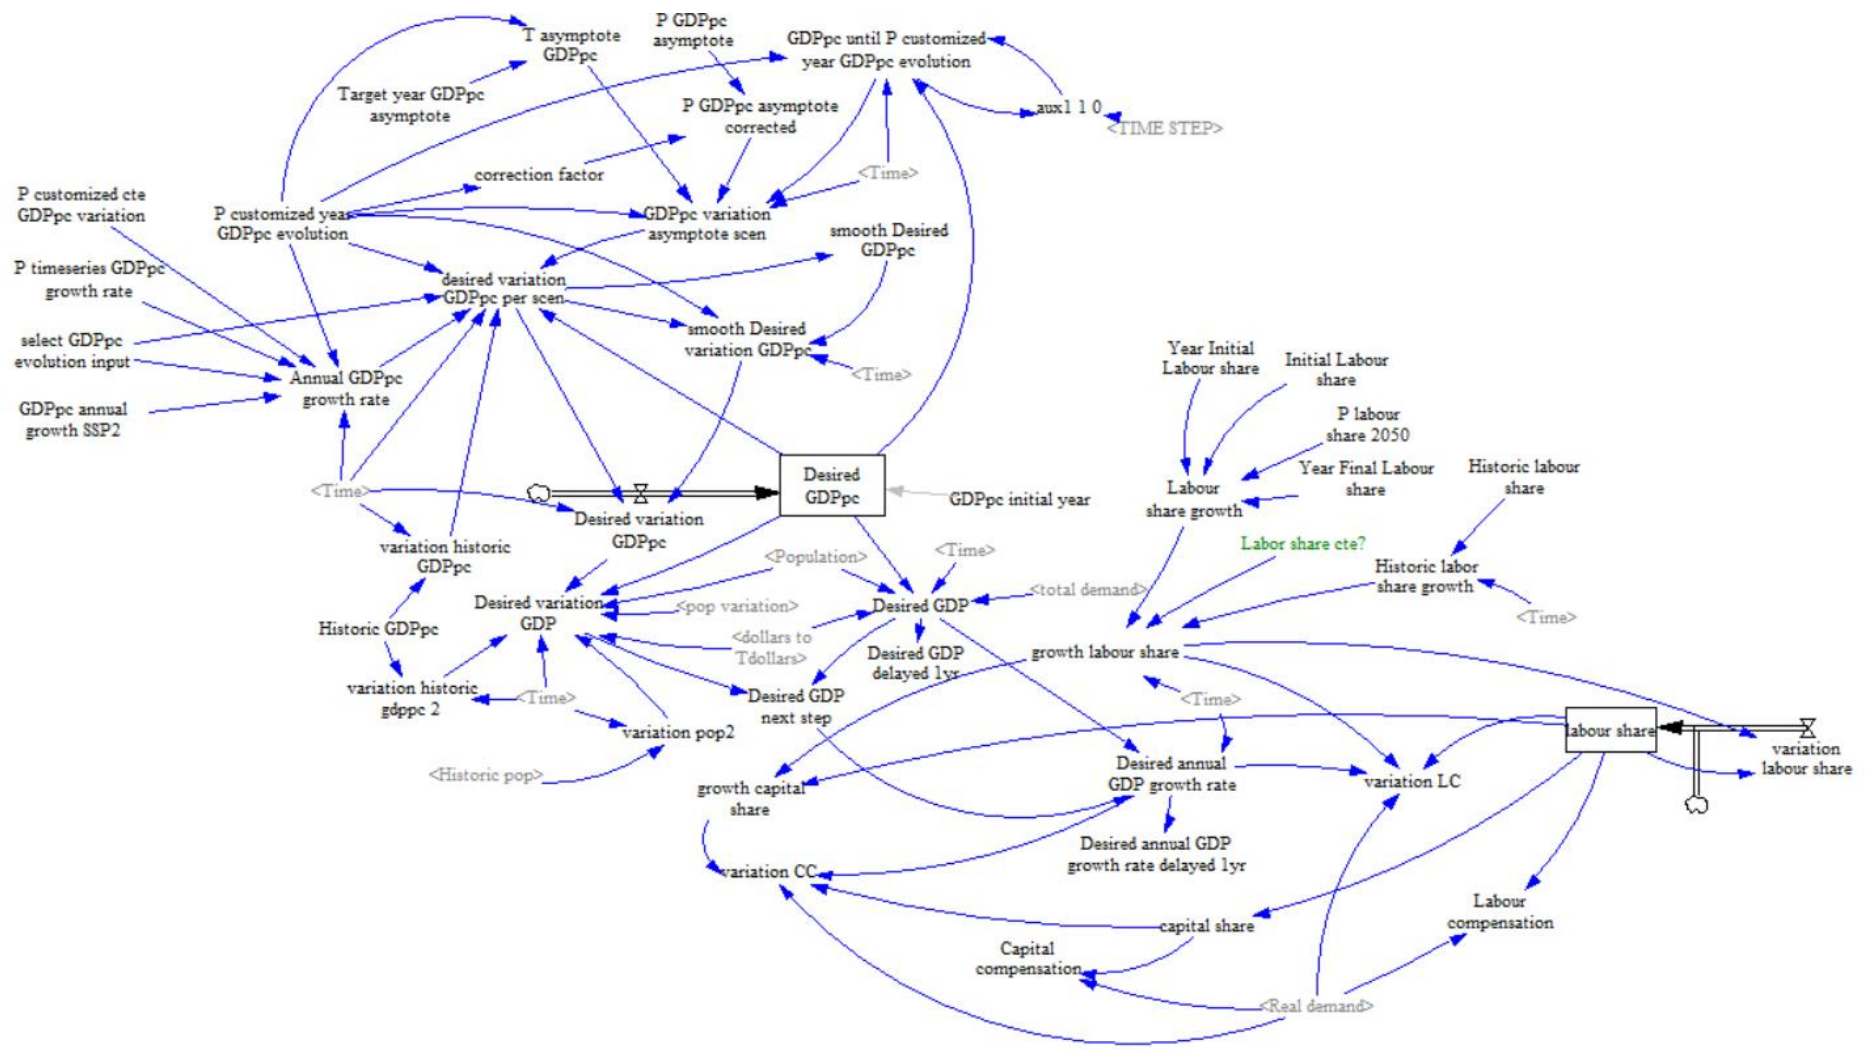 T asymptote
GDPpc
P GDPpc
asymptote
GDPpc until P customized
year GDPpc evolution
Target year GDPpc
asymptote
P GDPpc asymptote
corrected
aux1 1 0
<TIME STEP>
correction factor
<Time>
P customized cte
GDPpc variation
P customized year
GDPpc evolution
GDPpc variation
asymptote scen
smooth Desired
GDPpc
P timeseries GDPpc
growth rate
desired variation
GDPpc per scen
select GDPpc
evolution input
smooth Desired
variation GDPpc
<Time>
Annual GDPpc
growth rate
GDPpc annual
growth SSP2
Year Initial
Labour share
Initial Labour
share
P labour
share 2050
Year Final Labour
share
Historic labour
share
<Time>
Desired
GDPpc
GDPpc initial year
Labour
share growth
Desired variation
GDPpc
variation historic
GDPpc
<Population>
<Time>
Labor share cte?
Historic labor
share growth
<total demand>
<Time>
Desired variation
GDP
<pop variation>
Desired GDP
Historic GDPpc
<dollars to
Tdollars>
Desired GDP
delayed 1yr
growth labour share
variation historic
gdppc 2
<Time>
Desired GDP
next step
<Time>
variation pop2
labour share
variation
labour share
<Historic pop>
growth capital
share
Desired annual
GDP growth rate
variation LC
Desired annual GDP
growth rate delayed 1yr
variation CC
capital share
Labour
compensation
Capital
compensation
<Real demand>